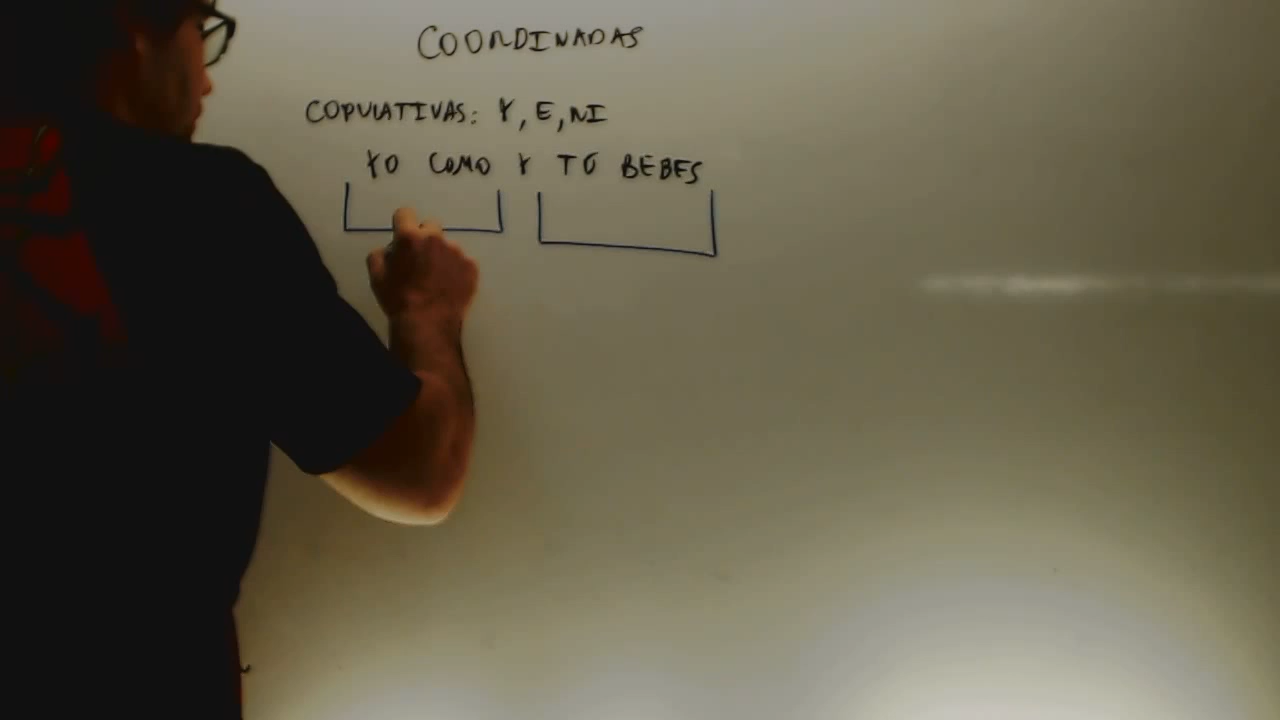 COORDINADAS
COPULATIVAS: Y, E, NI
YO COMO Y TÚ BEBES